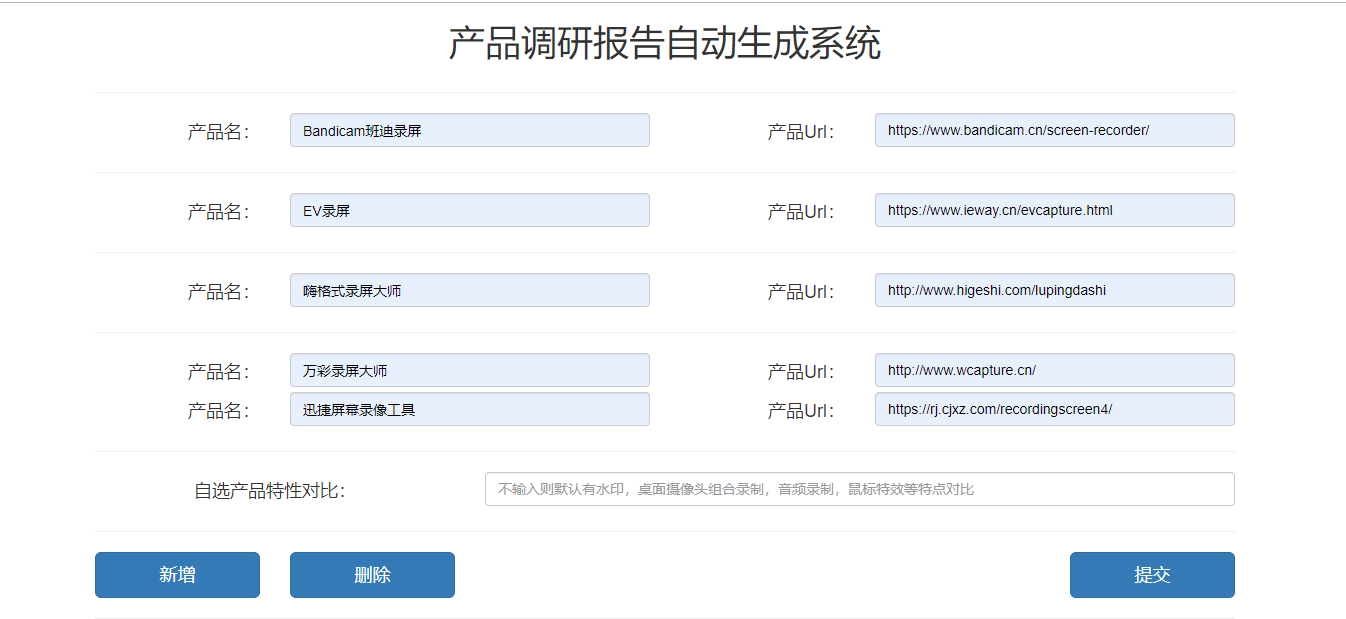 产品调研报告自动生成系统
产品名： Bandicam班迪录屏 产品Url： https://www.bandicam.cn/screen-recorder/
产品名： EV录屏 产品Url： https://www.ieway.cn/evcapture.html
产品名： 嗨格式录屏大师 产品Url： http://www.higeshi.com/lupingdashi
产品名： 万彩录屏大师 产品Url： http://www.wcapture.cn/
产品名： 迅捷屏幕录像工具 产品Url： https://rj.cjxz.com/recordingscreen4/
自选产品特性对比： 不输入则默认有水印，桌面摄像头组合录制，音频录制，鼠标特效等特点对比
新增 删除 提交